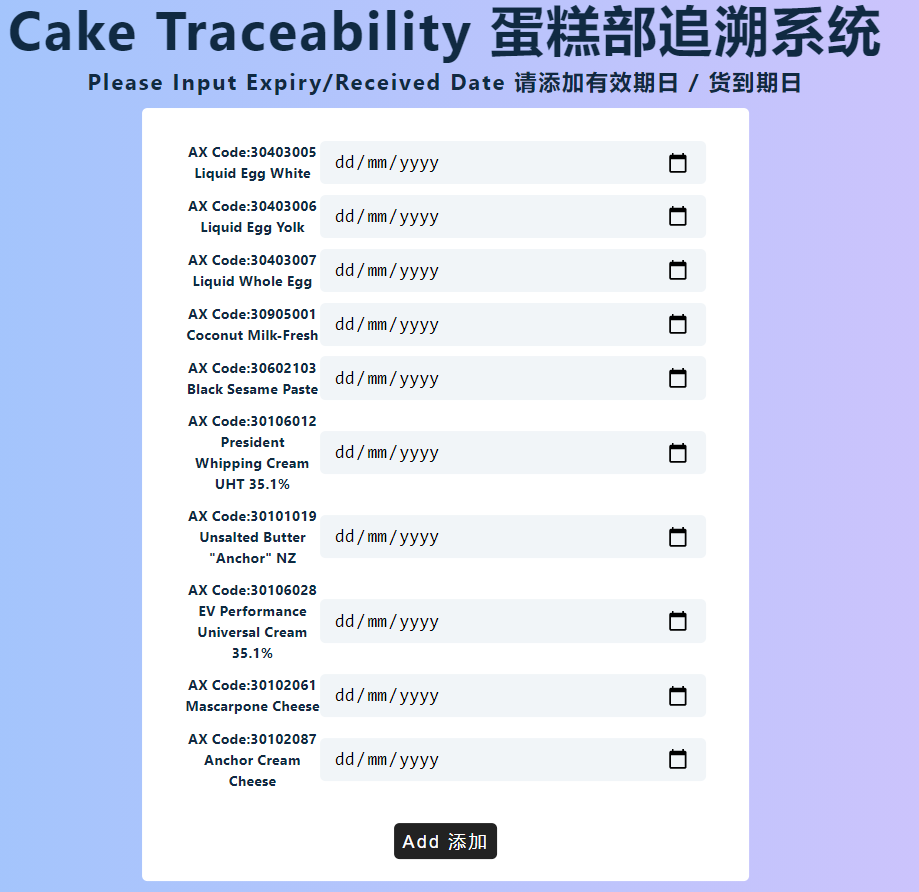 Cake Traceability 蛋糕部追溯系统
Please Input Expiry/Received Date 请添加有效期日 / 货到期日
AX Code:30403005
Liquid Egg White
dd/mm/yyyy
AX Code:30403006
Liquid Egg Yolk
dd/mm/yyyy
AX Code:30403007
Liquid Whole Egg
dd/mm/yyyy
AX Code:30905001
Coconut Milk-Fresh
dd/mm/yyyy
AX Code:30602103
Black Sesame Paste
dd/mm/yyyy
AX Code:30106012
President
Whipping Cream
UHT 35.1%
dd/mm/yyyy
AX Code:30101019
Unsalted Butter
"Anchor" NZ
dd/mm/yyyy
AX Code:30106028
EV Performance
Universal Cream
35.1%
dd/mm/yyyy
AX Code:30102061
Mascarpone Cheese
dd/mm/yyyy
AX Code:30102087
Anchor Cream
Cheese
dd/mm/yyyy
Add 添加